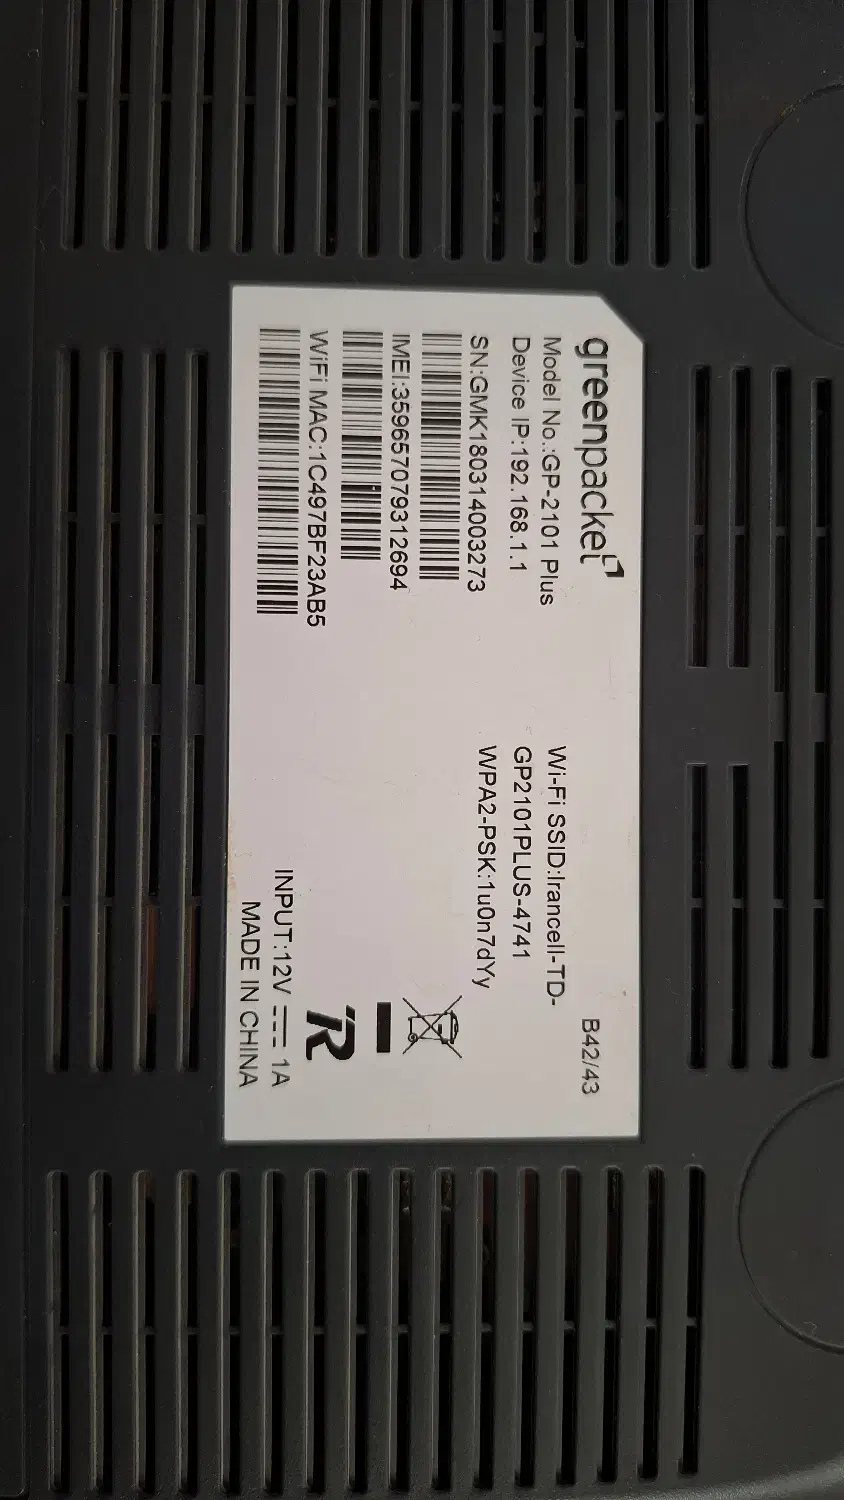 greenpacket
Model No.:GP-2101 Plus
Device IP:192.168.1.1
SN:GMK180314003273
IMEI:359657079312694
WiFi MAC:1C497BF23AB5
B42/43
Wi-Fi SSID:Irancell-TD-
GP2101PLUS-4741
WPA2-PSK:1u0n7dYy
INPUT:12V ⎓ 1A
MADE IN CHINA